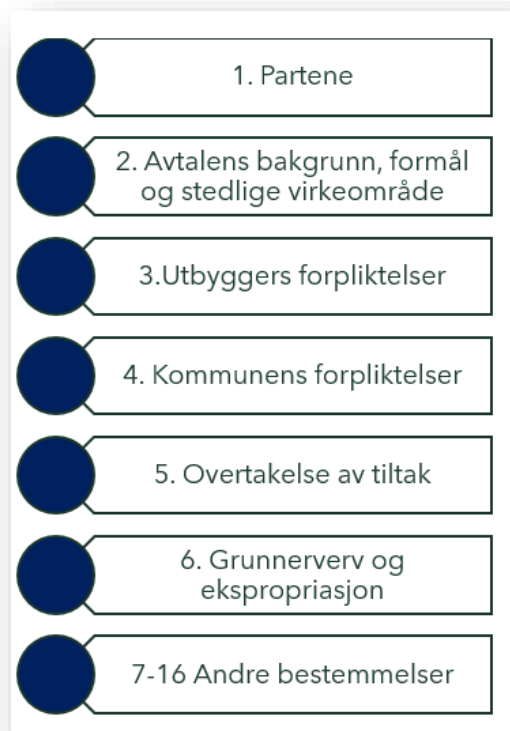 1. Partene
2. Avtalens bakgrunn, formål
og stedlige virkeområde
3.Utbyggers forpliktelser
4. Kommunens forpliktelser
5. Overtakelse av tiltak
6. Grunnerverv og
ekspropriasjon
7-16 Andre bestemmelser